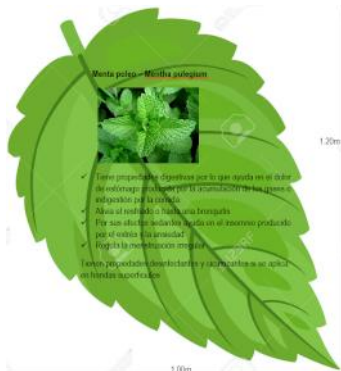 Menta poleo – Mentha pulegium
✓ Tiene propiedades digestivas por lo que ayuda en el dolor
de estómago producido por la acumulación de los gases o
indigestión por la comida
✓ Alivia el resfriado o hasta una bronquitis
✓ Por sus efectos sedantes ayuda en el insomnio producido
por el estrés y la ansiedad
✓ Regula la menstruación irregular
Tienen propiedades desinfectantes y cicatrizantes si se aplica
en heridas superficiales
1.20m
1.00m